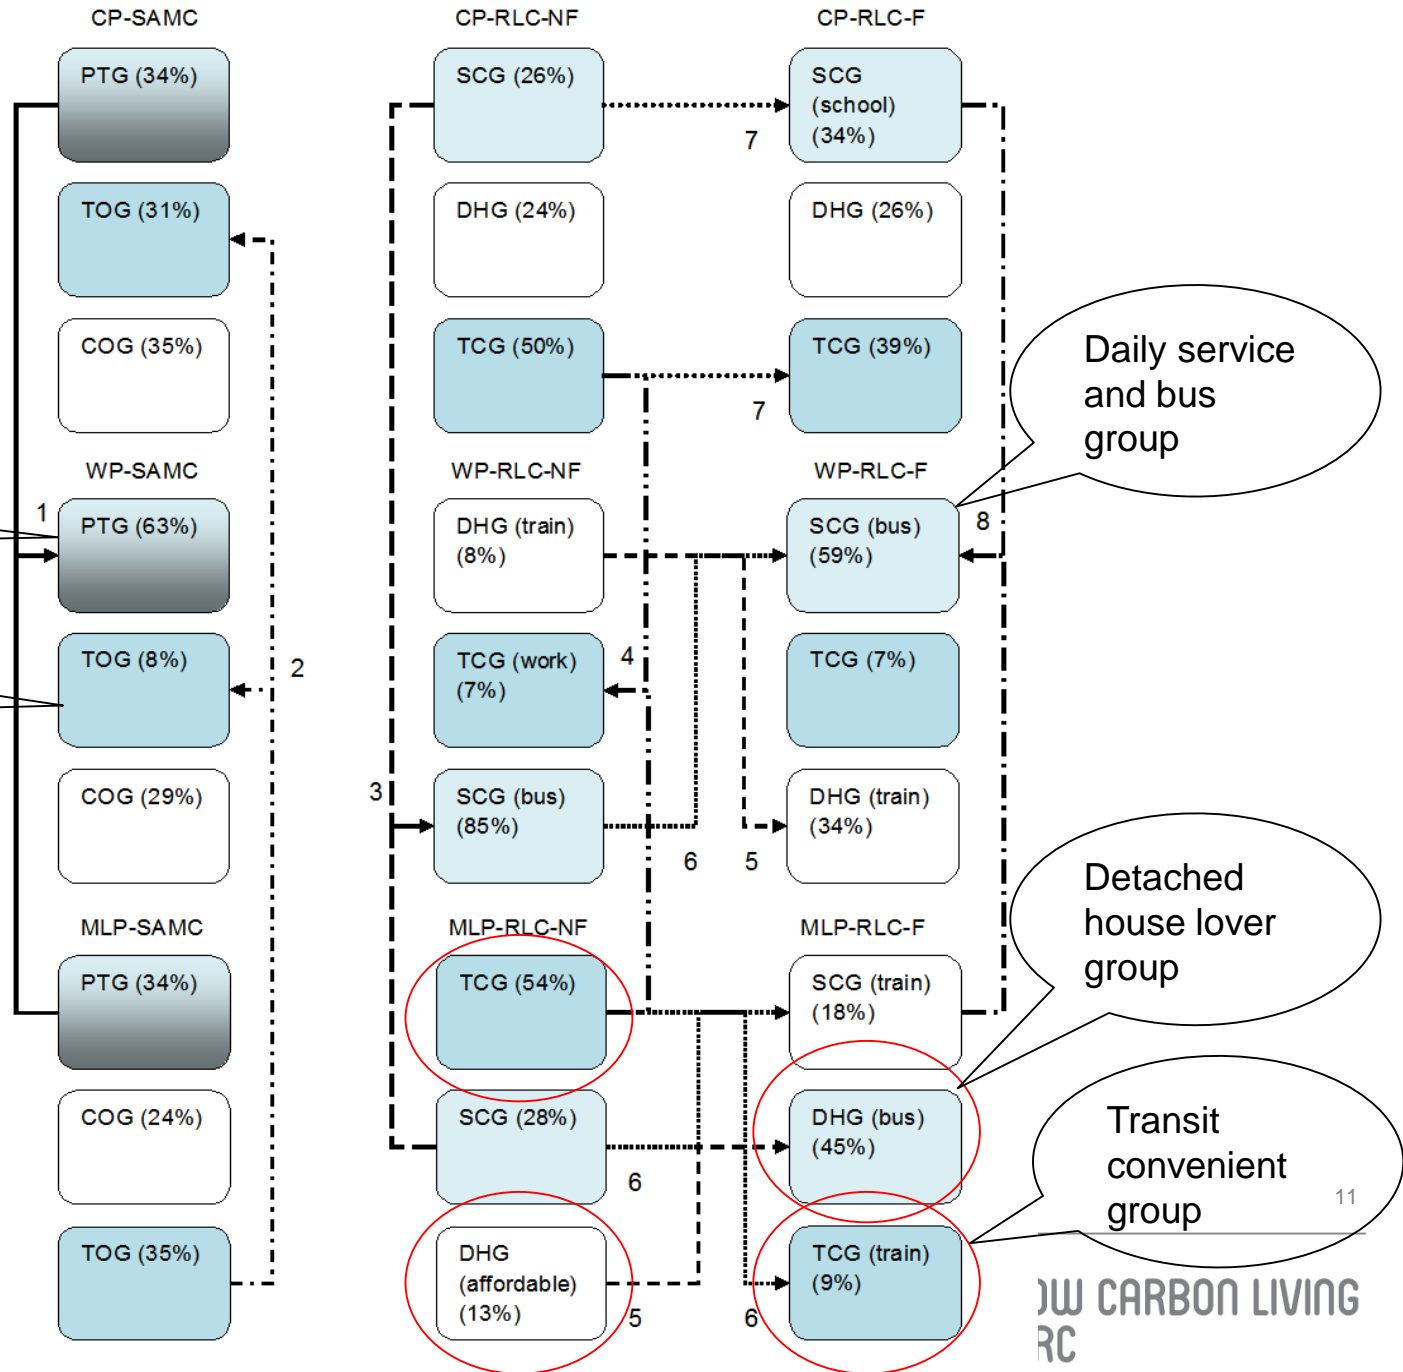 CP-SAMC
PTG (34%)
TOG (31%)
COG (35%)
WP-SAMC
1
PTG (63%)
TOG (8%)
2
COG (29%)
MLP-SAMC
PTG (34%)
COG (24%)
TOG (35%)
CP-RLC-NF
SCG (26%)
DHG (24%)
TCG (50%)
WP-RLC-NF
DHG (train)
(8%)
TCG (work)
(7%)
4
3
SCG (bus)
(85%)
6
5
MLP-RLC-NF
TCG (54%)
SCG (28%)
6
DHG
(affordable)
(13%)
5
6
CP-RLC-F
SCG
(school)
(34%)
7
DHG (26%)
TCG (39%)
7
WP-RLC-F
SCG (bus)
(59%)
8
TCG (7%)
DHG (train)
(34%)
MLP-RLC-F
SCG (train)
(18%)
DHG (bus)
(45%)
TCG (train)
(9%)
Daily service
and bus
group
Detached
house lover
group
Transit
convenient
group
11
OW CARBON LIVING
RC